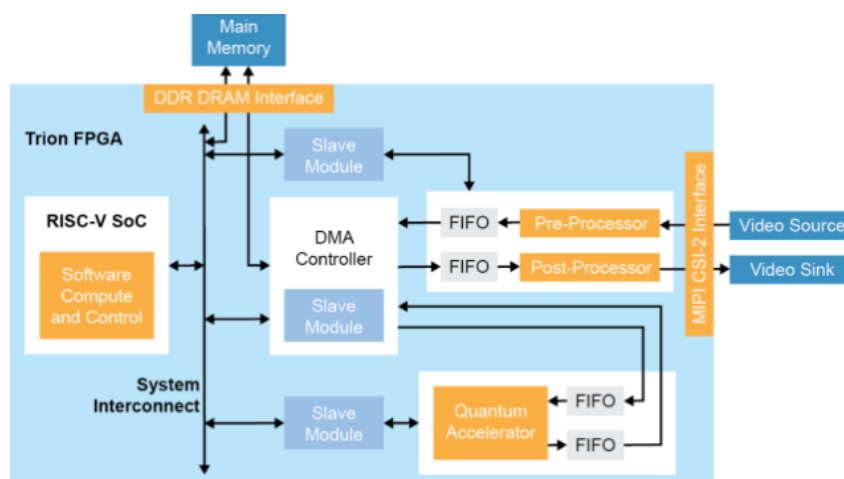 Main
Memory
DDR DRAM Interface
Trion FPGA
Slave
Module
RISC-V SoC
Software
Compute
and Control
DMA
Controller
Slave
Module
FIFO
Pre-Processor
FIFO
Post-Processor
MIPI CSI-2 Interface
Video Source
Video Sink
System
Interconnect
Slave
Module
Quantum
Accelerator
FIFO
FIFO